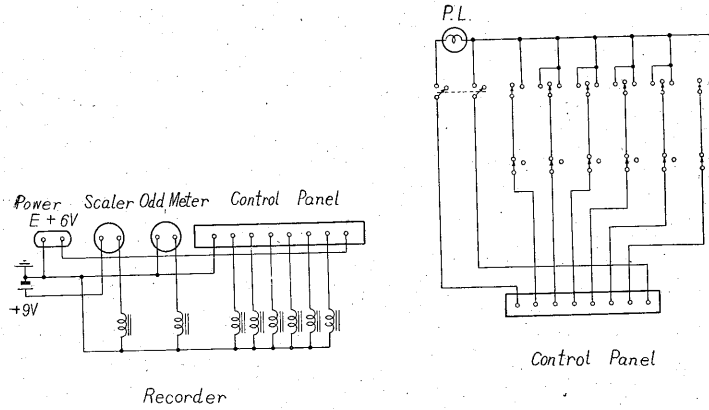 P.L.
Power Scaler Odd Meter Control Panel
E + 6V
+9V
Recorder
Control Panel